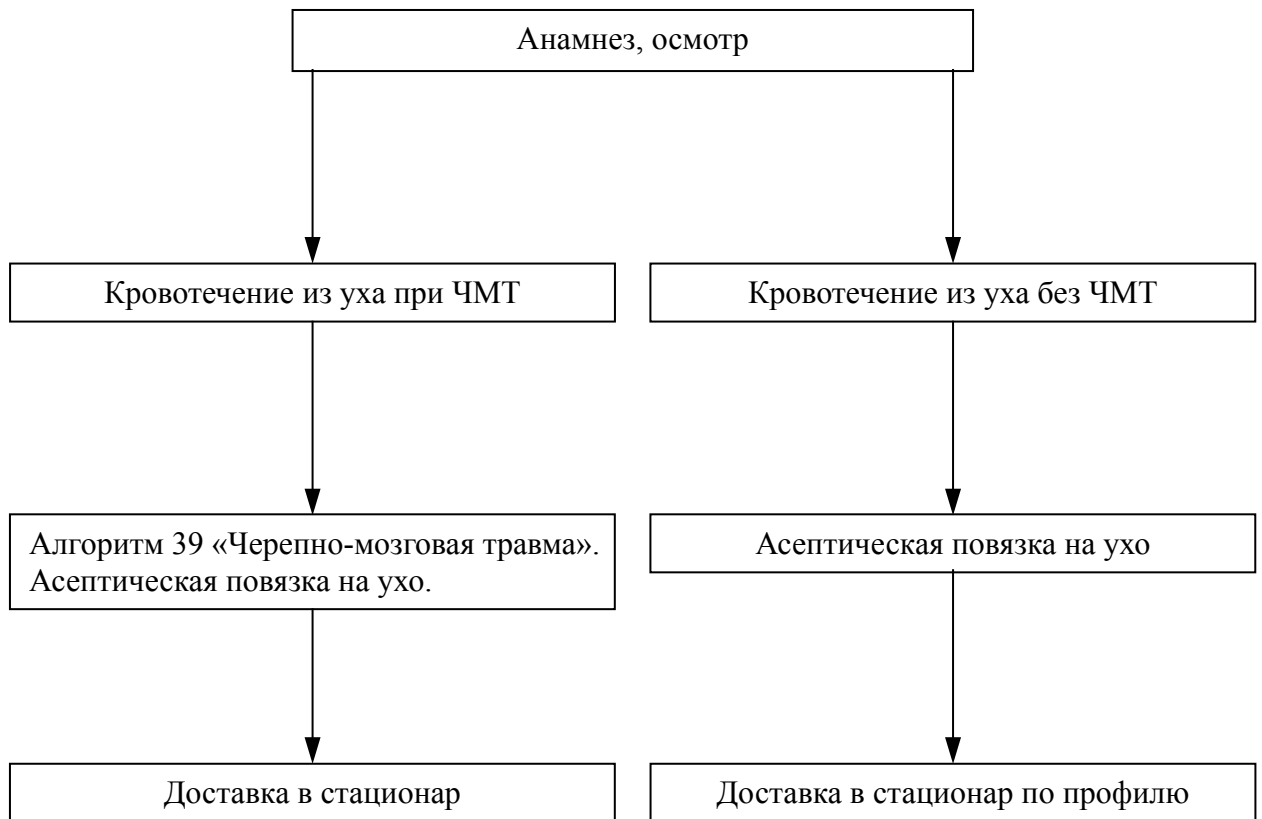 Анамнез, осмотр
Кровотечение из уха при ЧМТ
Кровотечение из уха без ЧМТ
Алгоритм 39 «Черепно-мозговая травма».
Асептическая повязка на ухо.
Асептическая повязка на ухо
Доставка в стационар
Доставка в стационар по профилю